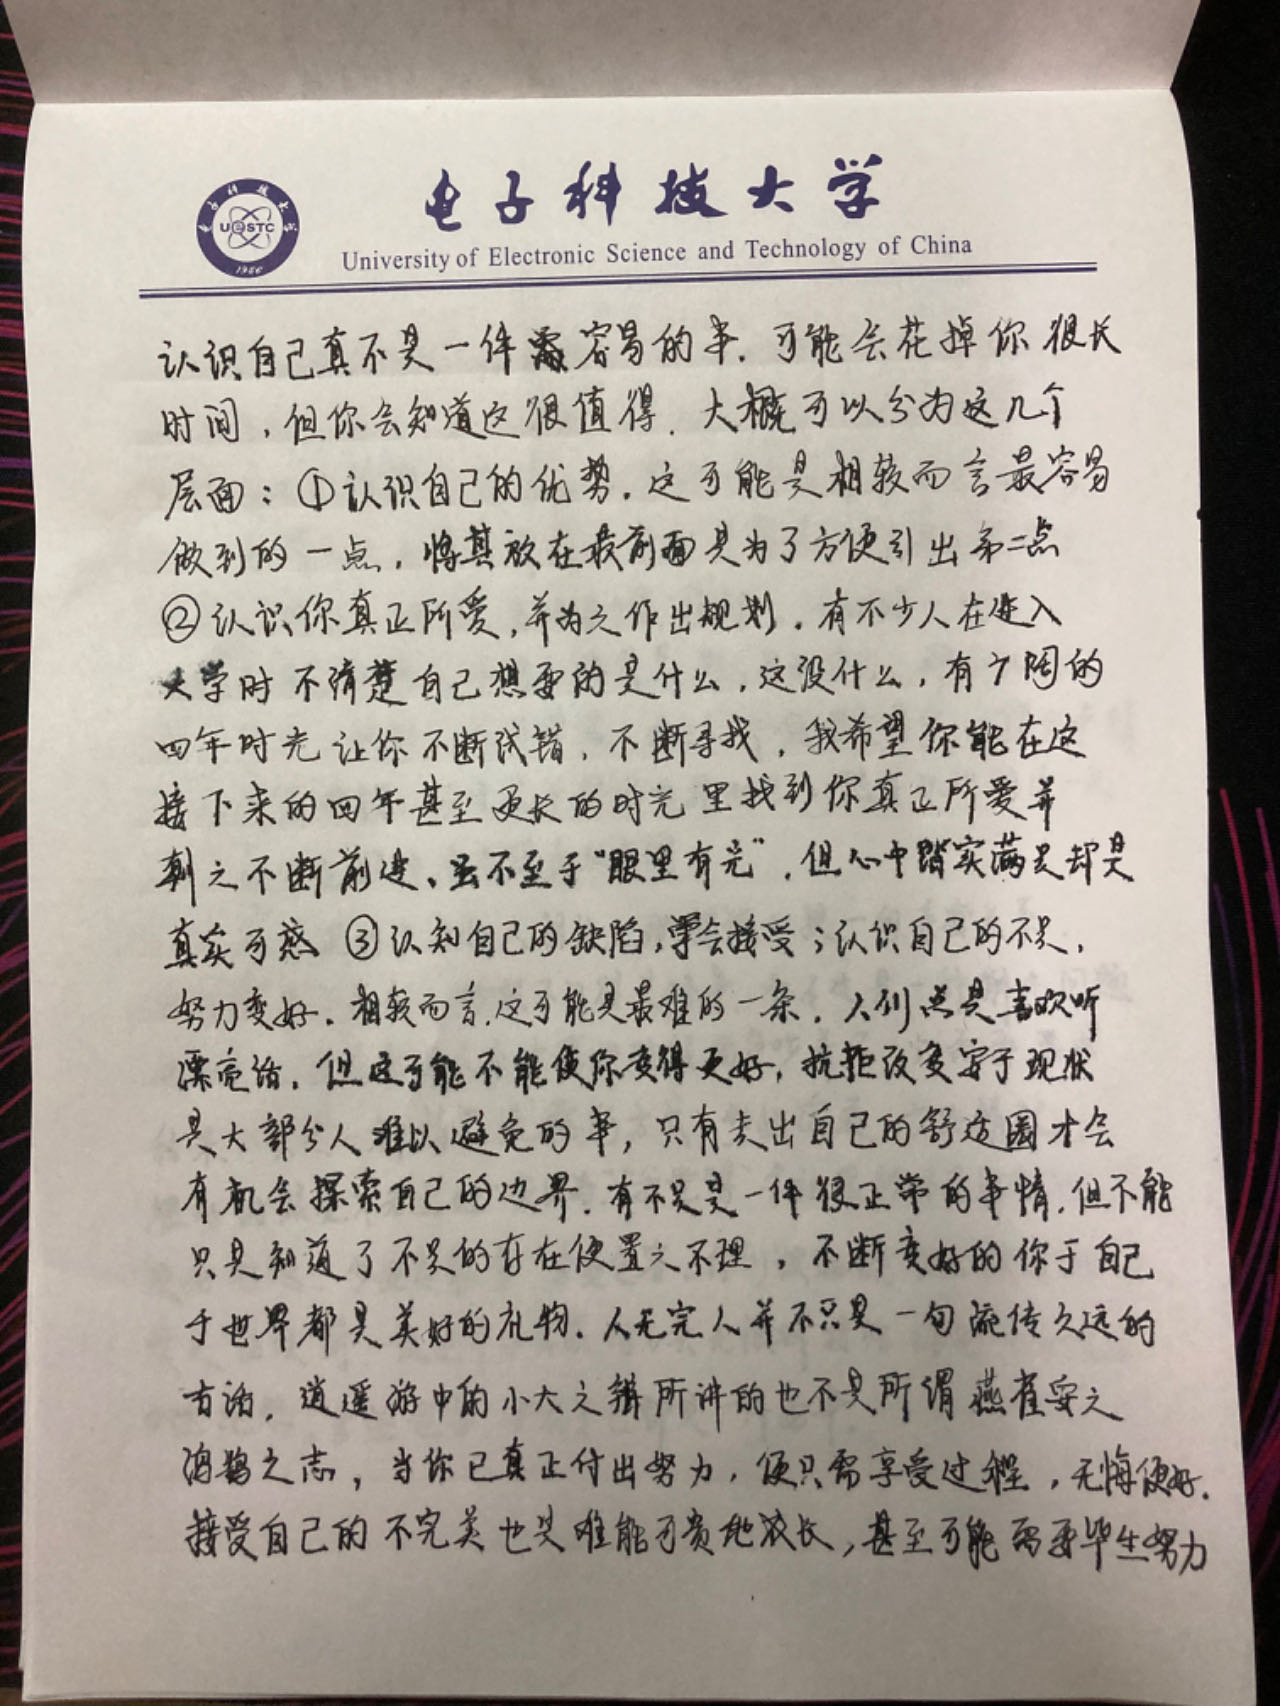 电子科技大学
University of Electronic Science and Technology of China
UESTC
1956
认识自己真不是一件容易的事.可能会花掉你很长
时间,但你会知道这很值得.大概可以分为这几个
层面:①认识自己的优势.这可能是相较而言最容易
做到的一点,将其放在最前面是为了方便引出第二点
②认识你真正所爱,并为之作出规划.有不少人在进入
大学时不清楚自己想要的是什么,这没什么,有广阔的
四年时光让你不断试错,不断寻找,我希望你能在这
接下来的四年甚至更长的时光里找到你真正所爱并
朝之不断前进、虽不至于“眼里有光”,但心中踏实满足却是
真实可感 ③认知自己的缺陷,学会接受;认识自己的不足,
努力变好.相较而言,这可能是最难的一条.人们总是喜欢听
漂亮话,但这可能不能使你变得更好,抗拒改变安于现状
是大部分人难以避免的事,只有走出自己的舒适圈才会
有机会探索自己的边界.有不足是一件很正常的事情,但不能
只是知道了不足的存在便置之不理,不断变好的你于自己
于世界都是美好的礼物.人无完人并不只是一句流传久远的
古话,逍遥游中的小大之辩所讲的也不是所谓燕雀安之
鸿鹄之志,当你已真正付出努力,便只需享受过程,无悔便好.
接受自己的不完美也是难能可贵地成长,甚至可能需要毕生努力